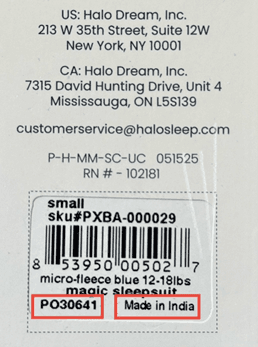 US: Halo Dream, Inc.
213 W 35th Street, Suite 12W
New York, NY 10001
CA: Halo Dream, Inc.
7315 David Hunting Drive, Unit 4
Mississauga, ON L5S139
customerservice@halosleep.com
P-H-MM-SC-UC 051525
RN # - 102181
small
sku#PXBA-000029
8 53950 00502 7
micro-fleece blue 12-18lbs
magic sleepsuit
PO30641 Made in India